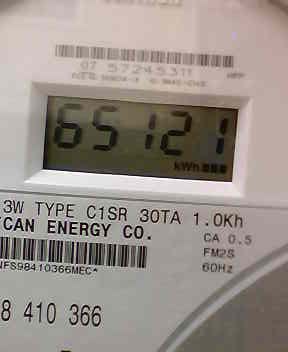 07 57245311
65121
kWh
3W TYPE C1SR 30TA 1.0Kh
CAN ENERGY CO.
CA 0.5
FM2S
60Hz
NFS98410366MEC*
8 410 366